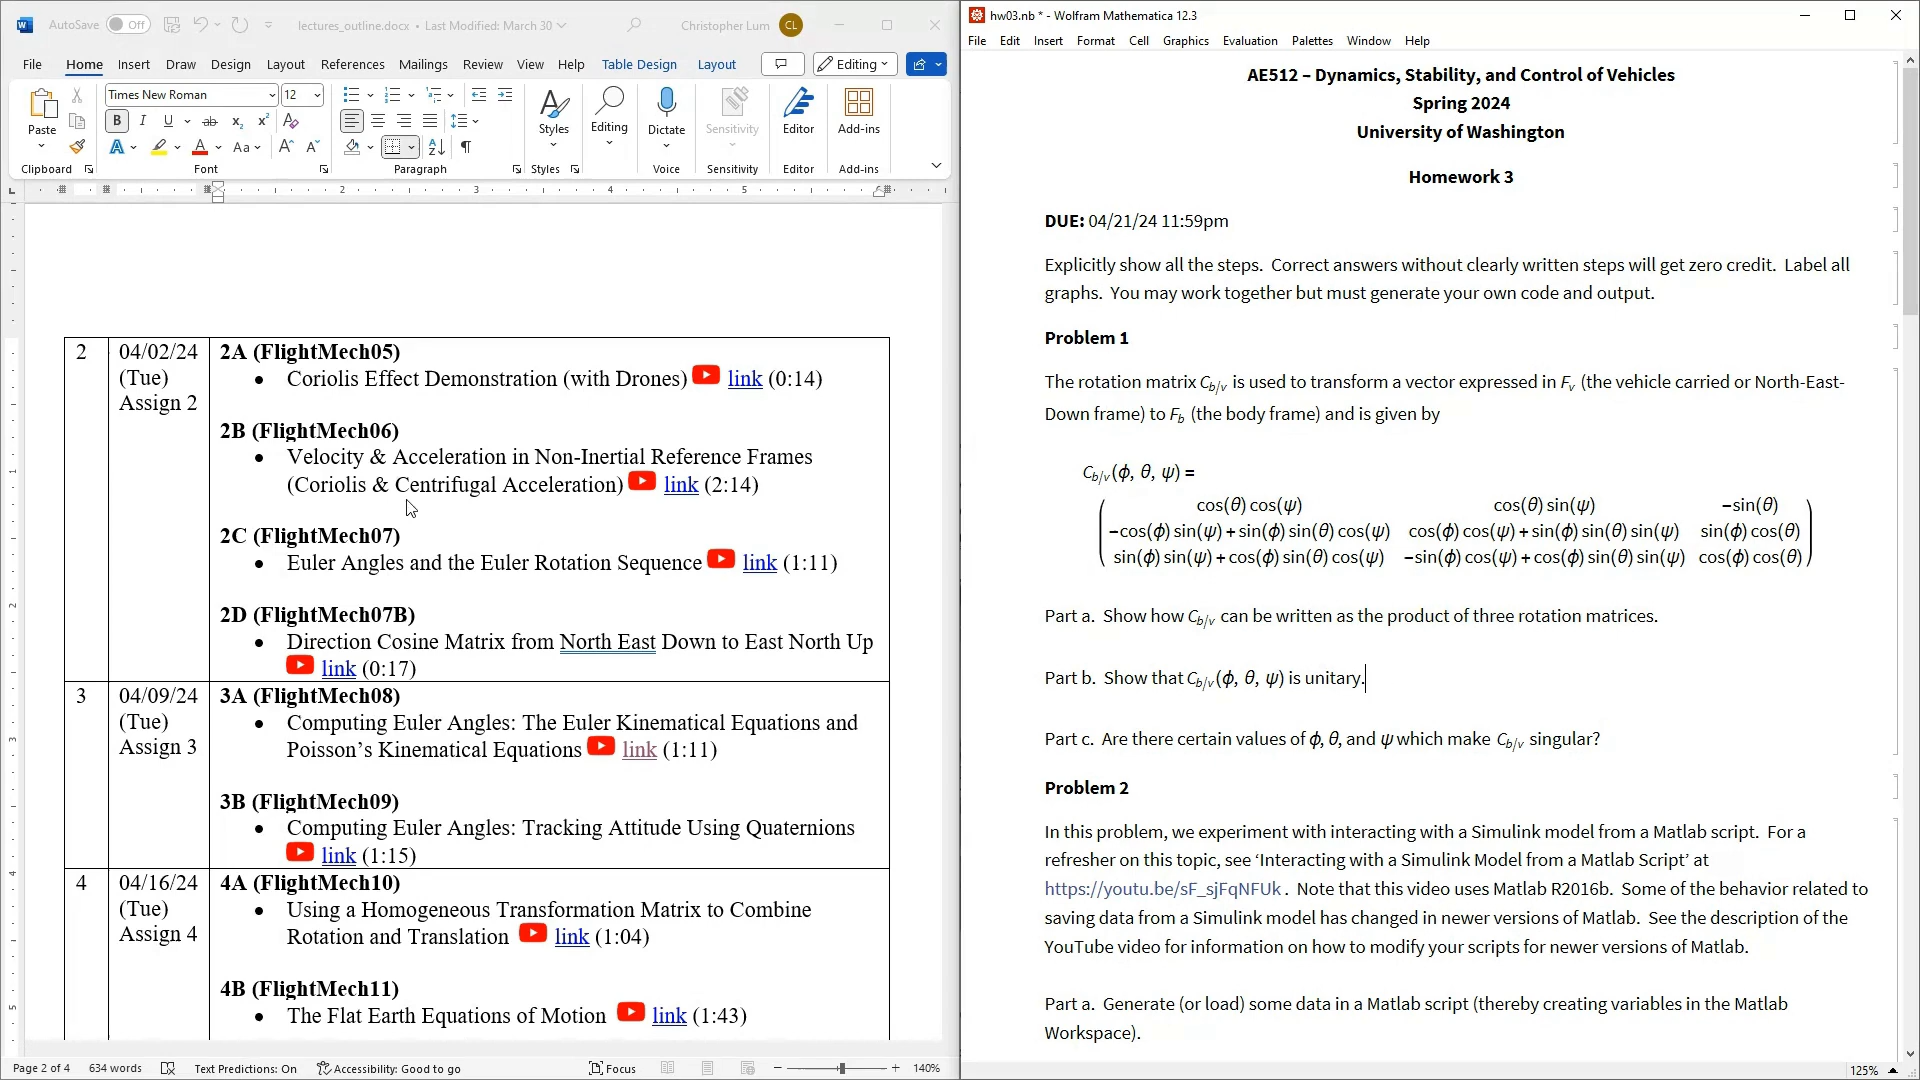 AutoSave Off lectures_outline.docx • Last Modified: March 30 Christopher Lum CL
File Home Insert Draw Design Layout References Mailings Review View Help Table Design Layout Editing
Times New Roman 12
Paste
Styles Editing Dictate Sensitivity Editor Add-ins
Clipboard Font Paragraph Styles Voice Sensitivity Editor Add-ins
2 04/02/24 (Tue) Assign 2
2A (FlightMech05)
• Coriolis Effect Demonstration (with Drones) link (0:14)
2B (FlightMech06)
• Velocity & Acceleration in Non-Inertial Reference Frames
(Coriolis & Centrifugal Acceleration) link (2:14)
2C (FlightMech07)
• Euler Angles and the Euler Rotation Sequence link (1:11)
2D (FlightMech07B)
• Direction Cosine Matrix from North East Down to East North Up
link (0:17)
3 04/09/24 (Tue) Assign 3
3A (FlightMech08)
• Computing Euler Angles: The Euler Kinematical Equations and
Poisson’s Kinematical Equations link (1:11)
3B (FlightMech09)
• Computing Euler Angles: Tracking Attitude Using Quaternions
link (1:15)
4 04/16/24 (Tue) Assign 4
4A (FlightMech10)
• Using a Homogeneous Transformation Matrix to Combine
Rotation and Translation link (1:04)
4B (FlightMech11)
• The Flat Earth Equations of Motion link (1:43)
Page 2 of 4 634 words Text Predictions: On Accessibility: Good to go Focus 140%
hw03.nb * - Wolfram Mathematica 12.3
File Edit Insert Format Cell Graphics Evaluation Palettes Window Help
AE512 – Dynamics, Stability, and Control of Vehicles
Spring 2024
University of Washington
Homework 3
DUE: 04/21/24 11:59pm
Explicitly show all the steps. Correct answers without clearly written steps will get zero credit. Label all
graphs. You may work together but must generate your own code and output.
Problem 1
The rotation matrix C_b/v is used to transform a vector expressed in F_v (the vehicle carried or North-East-
Down frame) to F_b (the body frame) and is given by
C_b/v(ϕ, θ, ψ) =
cos(θ) cos(ψ) cos(θ) sin(ψ) −sin(θ)
−cos(ϕ) sin(ψ) + sin(ϕ) sin(θ) cos(ψ) cos(ϕ) cos(ψ) + sin(ϕ) sin(θ) sin(ψ) sin(ϕ) cos(θ)
sin(ϕ) sin(ψ) + cos(ϕ) sin(θ) cos(ψ) −sin(ϕ) cos(ψ) + cos(ϕ) sin(θ) sin(ψ) cos(ϕ) cos(θ)
Part a. Show how C_b/v can be written as the product of three rotation matrices.
Part b. Show that C_b/v(ϕ, θ, ψ) is unitary.
Part c. Are there certain values of ϕ, θ, and ψ which make C_b/v singular?
Problem 2
In this problem, we experiment with interacting with a Simulink model from a Matlab script. For a
refresher on this topic, see ‘Interacting with a Simulink Model from a Matlab Script’ at
https://youtu.be/sF_sjFqNFUk . Note that this video uses Matlab R2016b. Some of the behavior related to
saving data from a Simulink model has changed in newer versions of Matlab. See the description of the
YouTube video for information on how to modify your scripts for newer versions of Matlab.
Part a. Generate (or load) some data in a Matlab script (thereby creating variables in the Matlab
Workspace).
125%